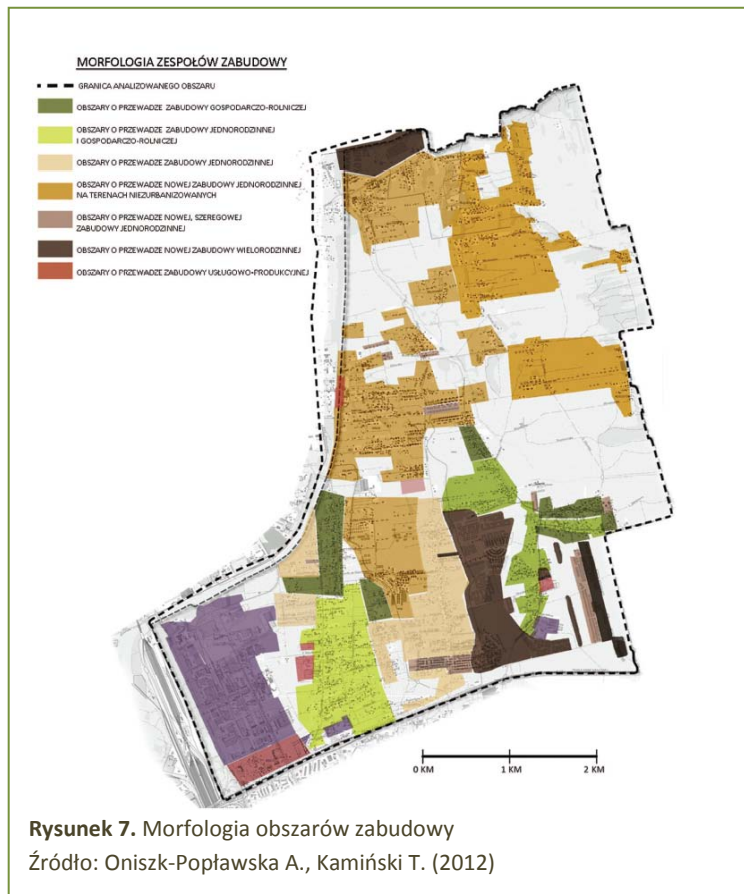 MORFOLOGIA ZESPOŁÓW ZABUDOWY
GRANICA ANALIZOWANEGO OBSZARU
OBSZARY O PRZEWADZE ZABUDOWY GOSPODARCZO-ROLNICZEJ
OBSZARY O PRZEWADZE ZABUDOWY JEDNORODZINNEJ
I GOSPODARCZO-ROLNICZEJ
OBSZARY O PRZEWADZE ZABUDOWY JEDNORODZINNEJ
OBSZARY O PRZEWADZE NOWEJ ZABUDOWY JEDNORODZINNEJ
NA TERENACH NIEZURBANIZOWANYCH
OBSZARY O PRZEWADZE NOWEJ, SZEREGOWEJ
ZABUDOWY JEDNORODZINNEJ
OBSZARY O PRZEWADZE NOWEJ ZABUDOWY WIELORODZINNEJ
OBSZARY O PRZEWADZE ZABUDOWY USŁUGOWO-PRODUKCYJNEJ
0 KM 1 KM 2 KM
Rysunek 7. Morfologia obszarów zabudowy
Źródło: Oniszk-Popławska A., Kamiński T. (2012)